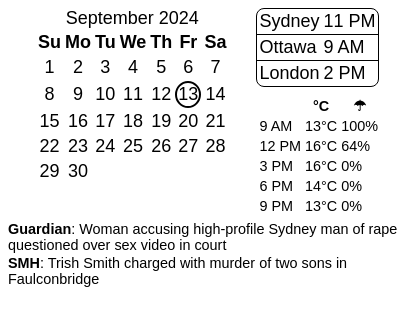 September 2024
Su Mo Tu We Th Fr Sa
1 2 3 4 5 6 7
8 9 10 11 12 13 14
15 16 17 18 19 20 21
22 23 24 25 26 27 28
29 30
Sydney 11 PM
Ottawa 9 AM
London 2 PM
°C ☂
9 AM 13°C 100%
12 PM 16°C 64%
3 PM 16°C 0%
6 PM 14°C 0%
9 PM 13°C 0%
Guardian: Woman accusing high-profile Sydney man of rape
questioned over sex video in court
SMH: Trish Smith charged with murder of two sons in
Faulconbridge